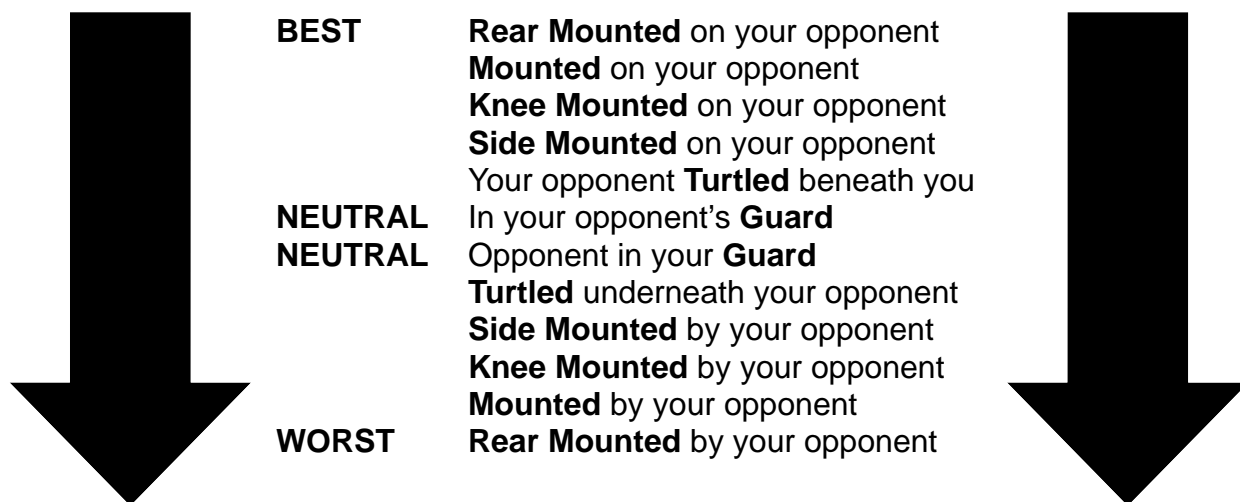 BEST Rear Mounted on your opponent
Mounted on your opponent
Knee Mounted on your opponent
Side Mounted on your opponent
Your opponent Turtled beneath you
NEUTRAL In your opponent’s Guard
NEUTRAL Opponent in your Guard
Turtled underneath your opponent
Side Mounted by your opponent
Knee Mounted by your opponent
Mounted by your opponent
WORST Rear Mounted by your opponent